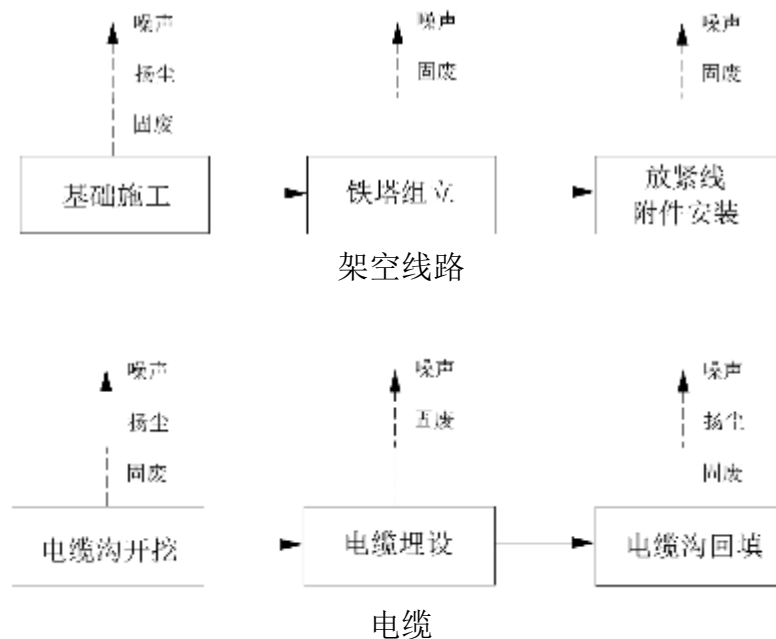 噪声
扬尘
固废
噪声
固废
噪声
固废
基础施工
铁塔组立
放紧线
附件安装
架空线路
噪声
扬尘
固废
噪声
五废
噪声
扬尘
固废
电缆沟开挖
电缆埋设
电缆沟回填
电缆